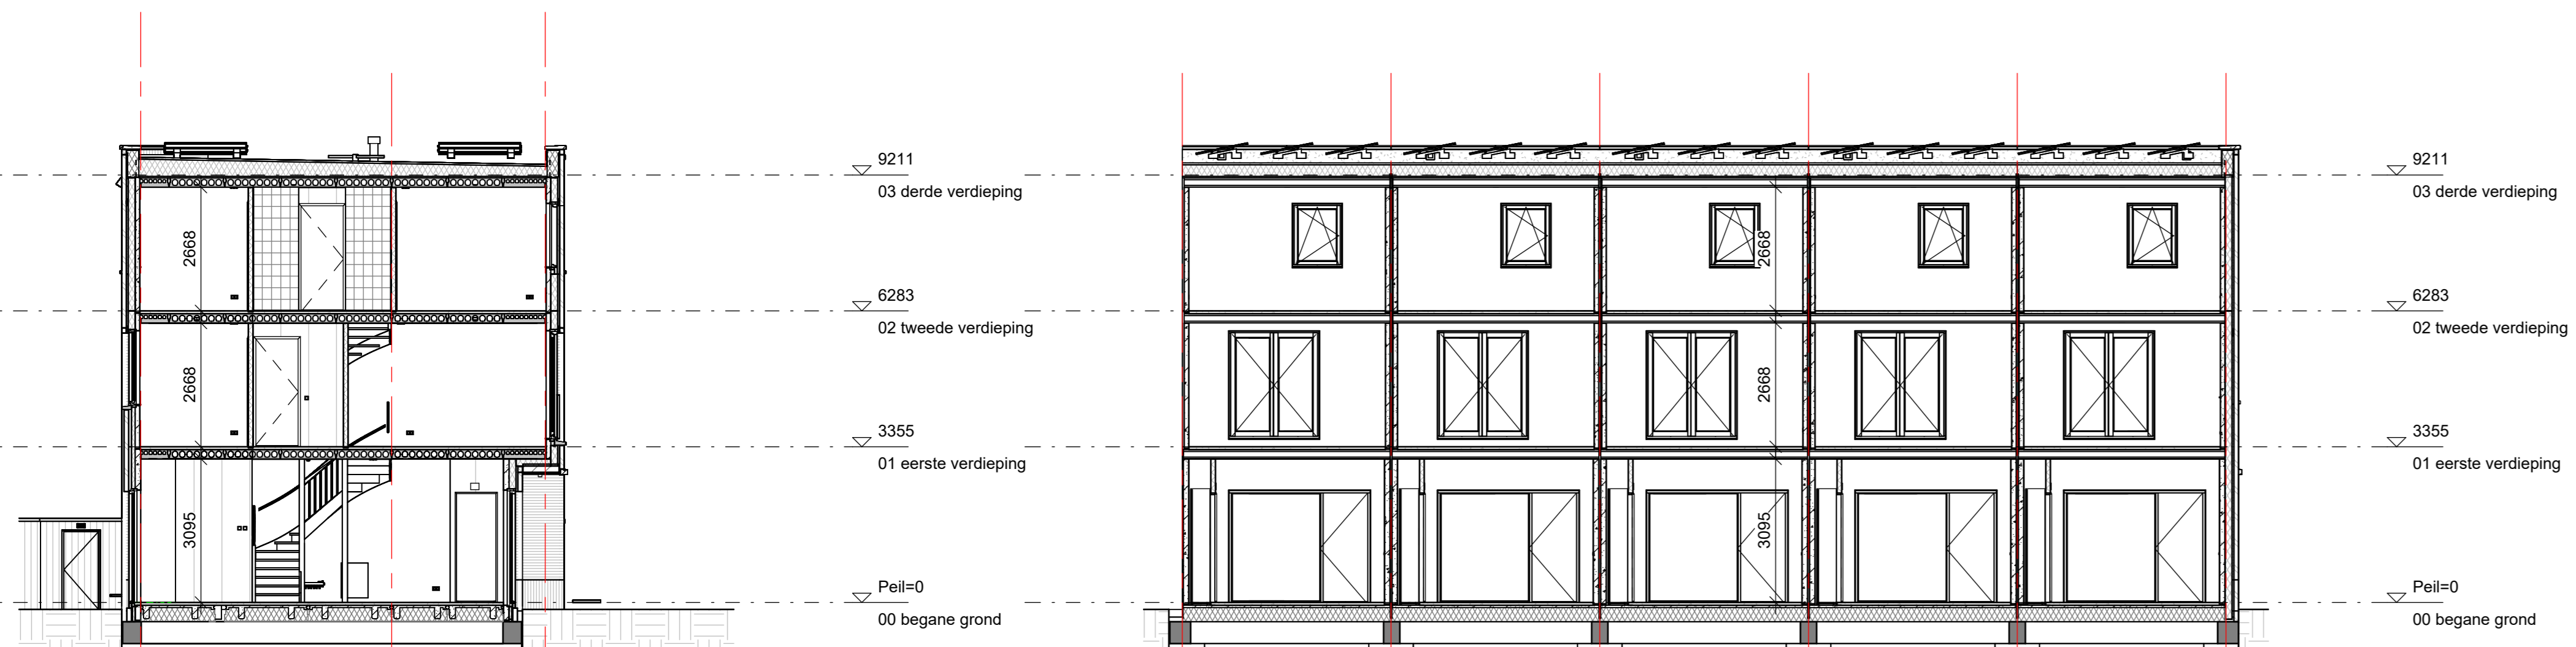 9211
03 derde verdieping
2668
6283
02 tweede verdieping
2668
3355
01 eerste verdieping
3095
Peil=0
00 begane grond
9211
03 derde verdieping
2668
6283
02 tweede verdieping
2668
3355
01 eerste verdieping
3095
Peil=0
00 begane grond